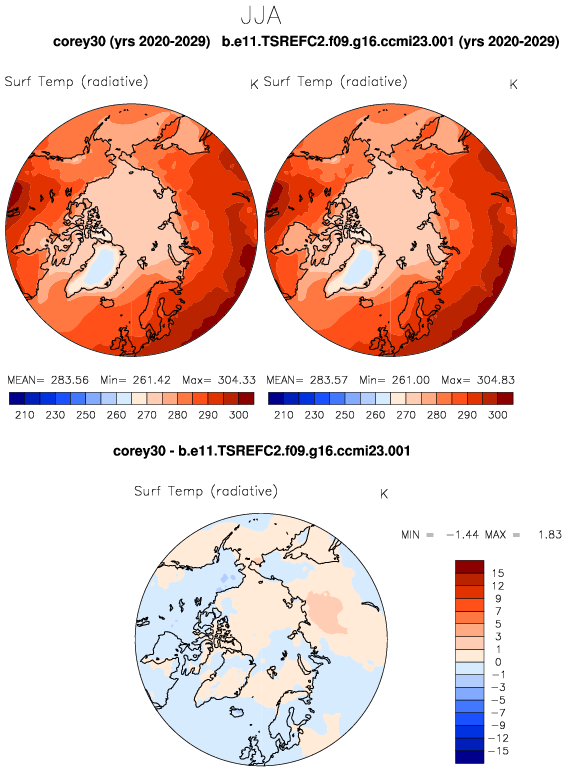 JJA
corey30 (yrs 2020-2029) b.e11.TSREFC2.f09.g16.ccmi23.001 (yrs 2020-2029)
Surf Temp (radiative) K Surf Temp (radiative) K
MEAN= 283.56 Min= 261.42 Max= 304.33 MEAN= 283.57 Min= 261.00 Max= 304.83
210 230 250 260 270 280 290 300 210 230 250 260 270 280 290 300
corey30 - b.e11.TSREFC2.f09.g16.ccmi23.001
Surf Temp (radiative) K
MIN = -1.44 MAX = 1.83
15
12
9
7
5
3
1
0
-1
-3
-5
-7
-9
-12
-15